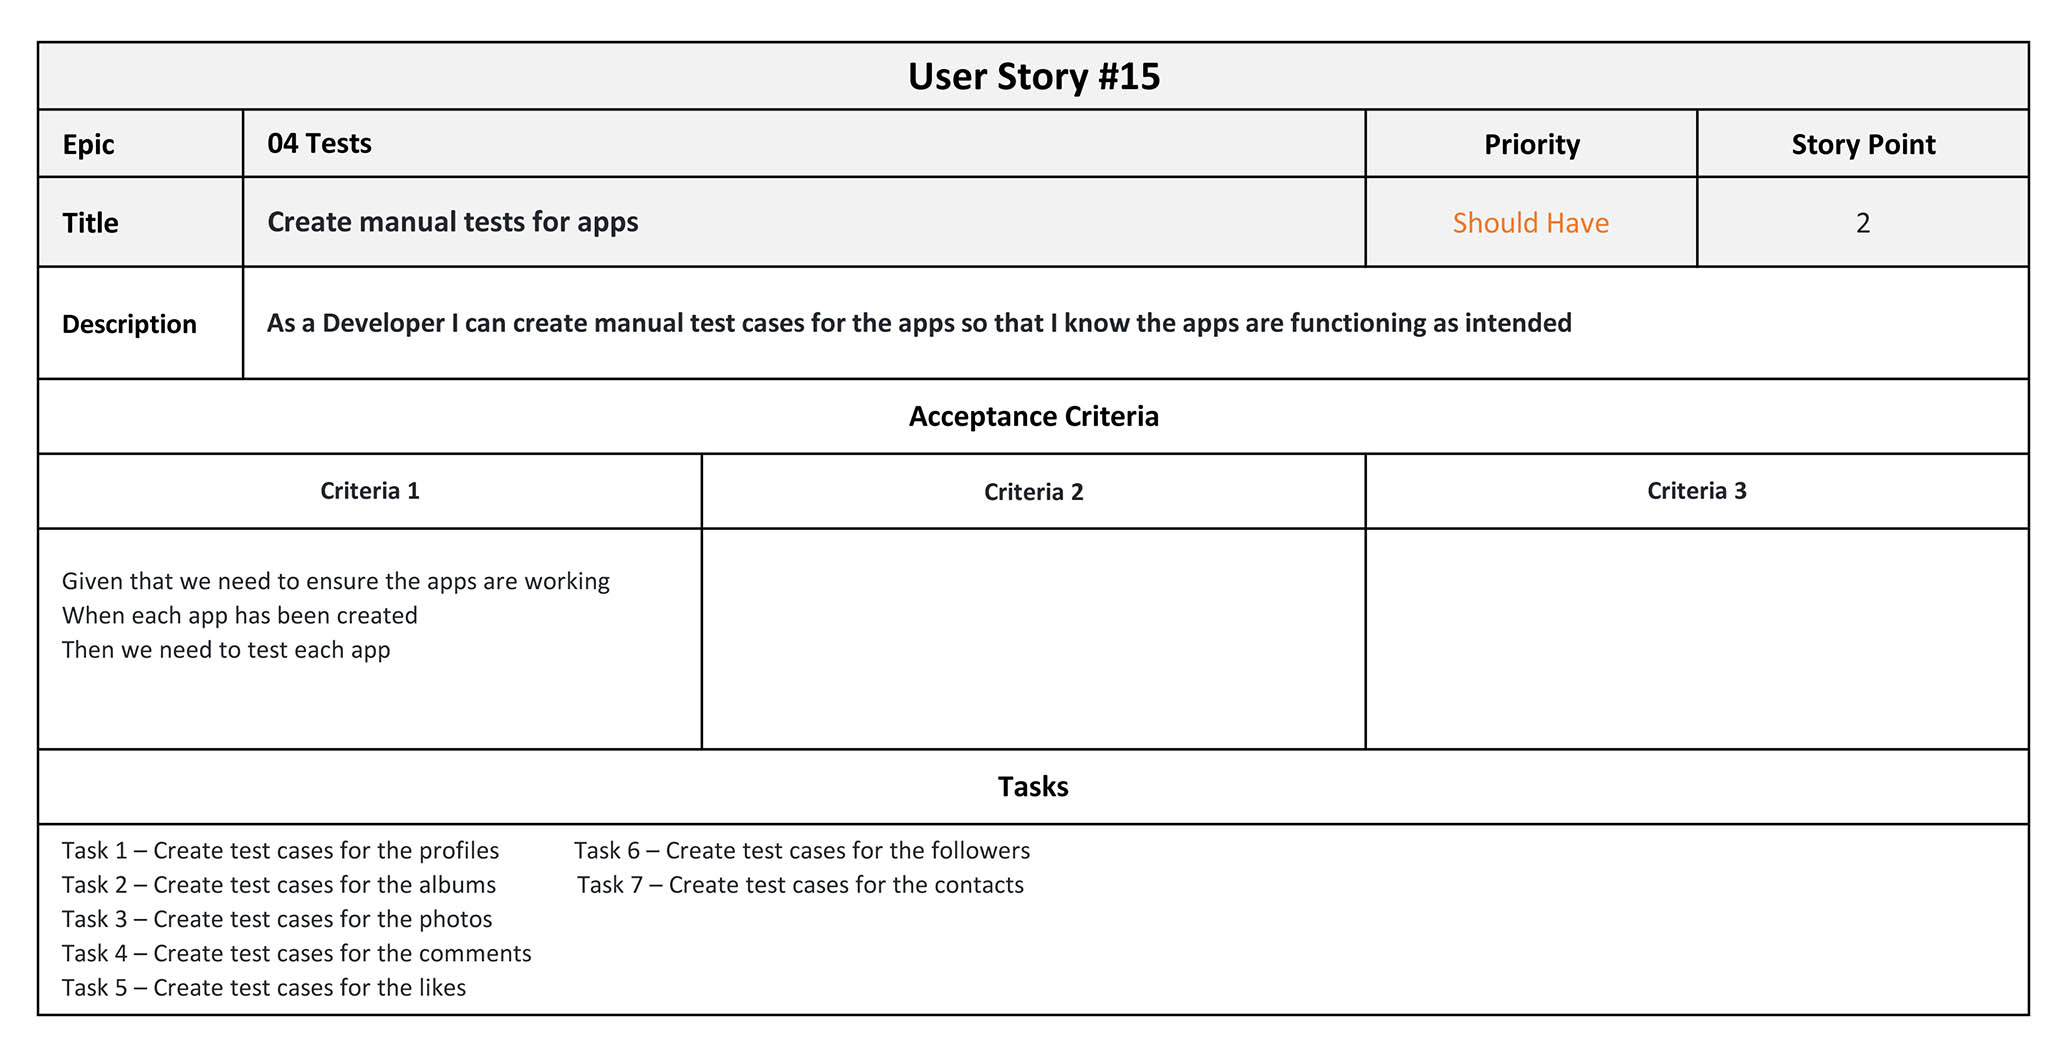 User Story #15
Epic
04 Tests
Priority
Story Point
Title
Create manual tests for apps
Should Have
2
Description
As a Developer I can create manual test cases for the apps so that I know the apps are functioning as intended
Acceptance Criteria
Criteria 1
Criteria 2
Criteria 3
Given that we need to ensure the apps are working
When each app has been created
Then we need to test each app
Tasks
Task 1 – Create test cases for the profiles
Task 2 – Create test cases for the albums
Task 3 – Create test cases for the photos
Task 4 – Create test cases for the comments
Task 5 – Create test cases for the likes
Task 6 – Create test cases for the followers
Task 7 – Create test cases for the contacts